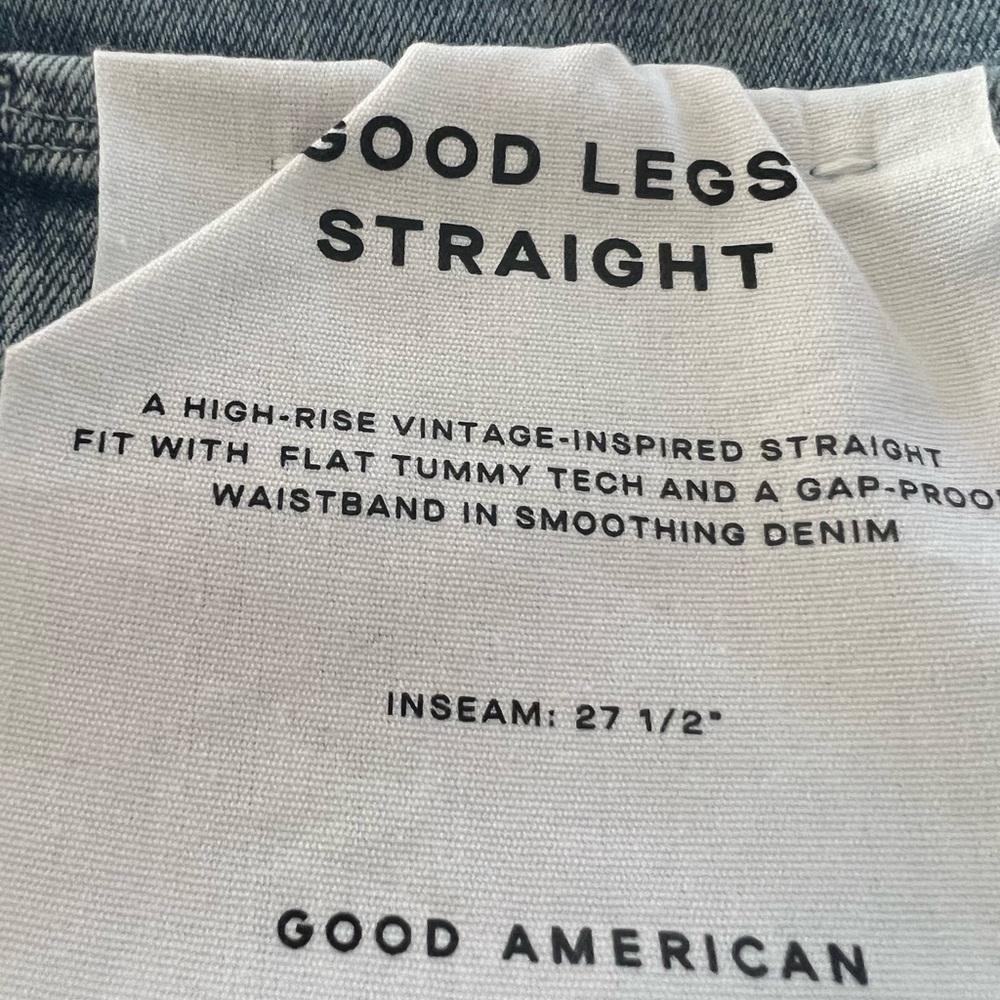 GOOD LEGS
STRAIGHT
A HIGH-RISE VINTAGE-INSPIRED STRAIGHT
FIT WITH FLAT TUMMY TECH AND A GAP-PROO
WAISTBAND IN SMOOTHING DENIM
INSEAM: 27 1/2"
GOOD AMERICAN